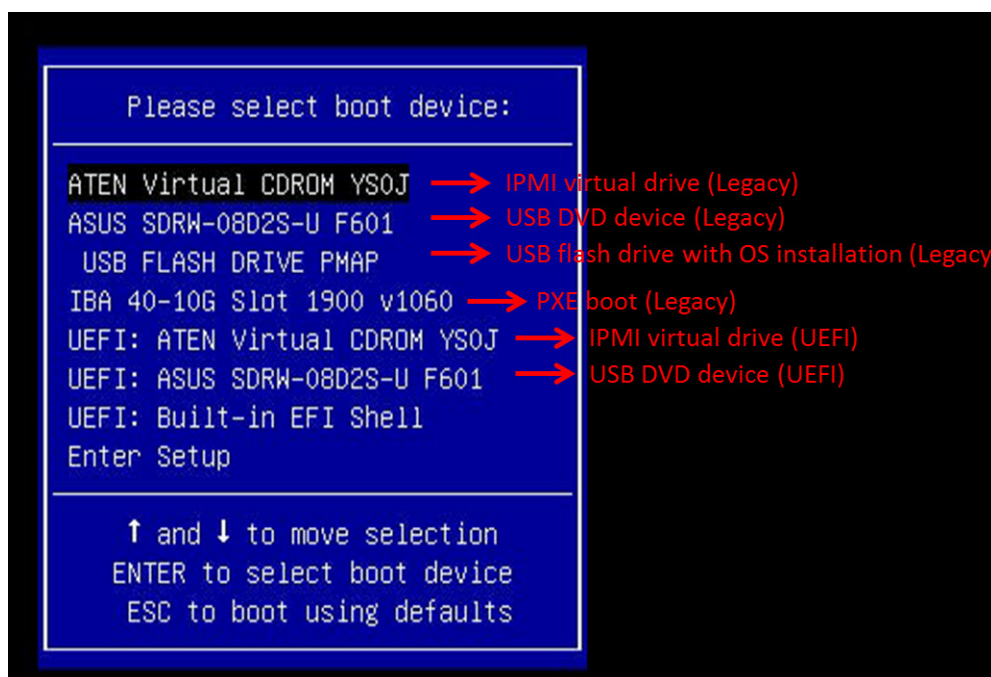 Please select boot device:
ATEN Virtual CDROM YS0J → IPMI virtual drive (Legacy)
ASUS SDRW-08D2S-U F601 → USB DVD device (Legacy)
USB FLASH DRIVE PMAP → USB flash drive with OS installation (Legacy
IBA 40-10G Slot 1900 v1060 → PXE boot (Legacy)
UEFI: ATEN Virtual CDROM YS0J → IPMI virtual drive (UEFI)
UEFI: ASUS SDRW-08D2S-U F601 → USB DVD device (UEFI)
UEFI: Built-in EFI Shell
Enter Setup
↑ and ↓ to move selection
ENTER to select boot device
ESC to boot using defaults